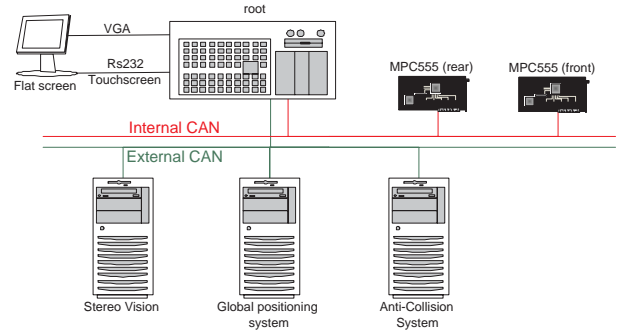 root
VGA
Rs232
Touchscreen
Flat screen
MPC555 (rear)
MPC555 (front)
Internal CAN
External CAN
Stereo Vision
Global positioning
system
Anti-Collision
System